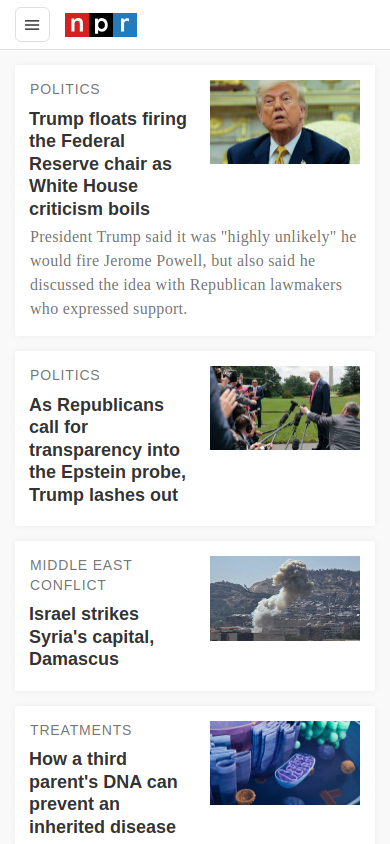 npr
POLITICS
Trump floats firing
the Federal
Reserve chair as
White House
criticism boils
President Trump said it was "highly unlikely" he
would fire Jerome Powell, but also said he
discussed the idea with Republican lawmakers
who expressed support.
POLITICS
As Republicans
call for
transparency into
the Epstein probe,
Trump lashes out
MIDDLE EAST
CONFLICT
Israel strikes
Syria's capital,
Damascus
TREATMENTS
How a third
parent's DNA can
prevent an
inherited disease